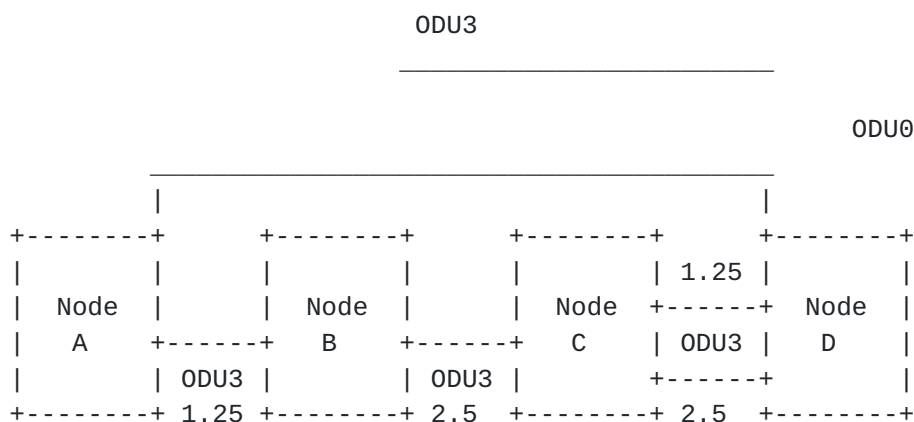 ODU3
ODU0
1.25
Node Node Node Node
A B C ODU3 D
ODU3 ODU3
1.25 2.5 2.5